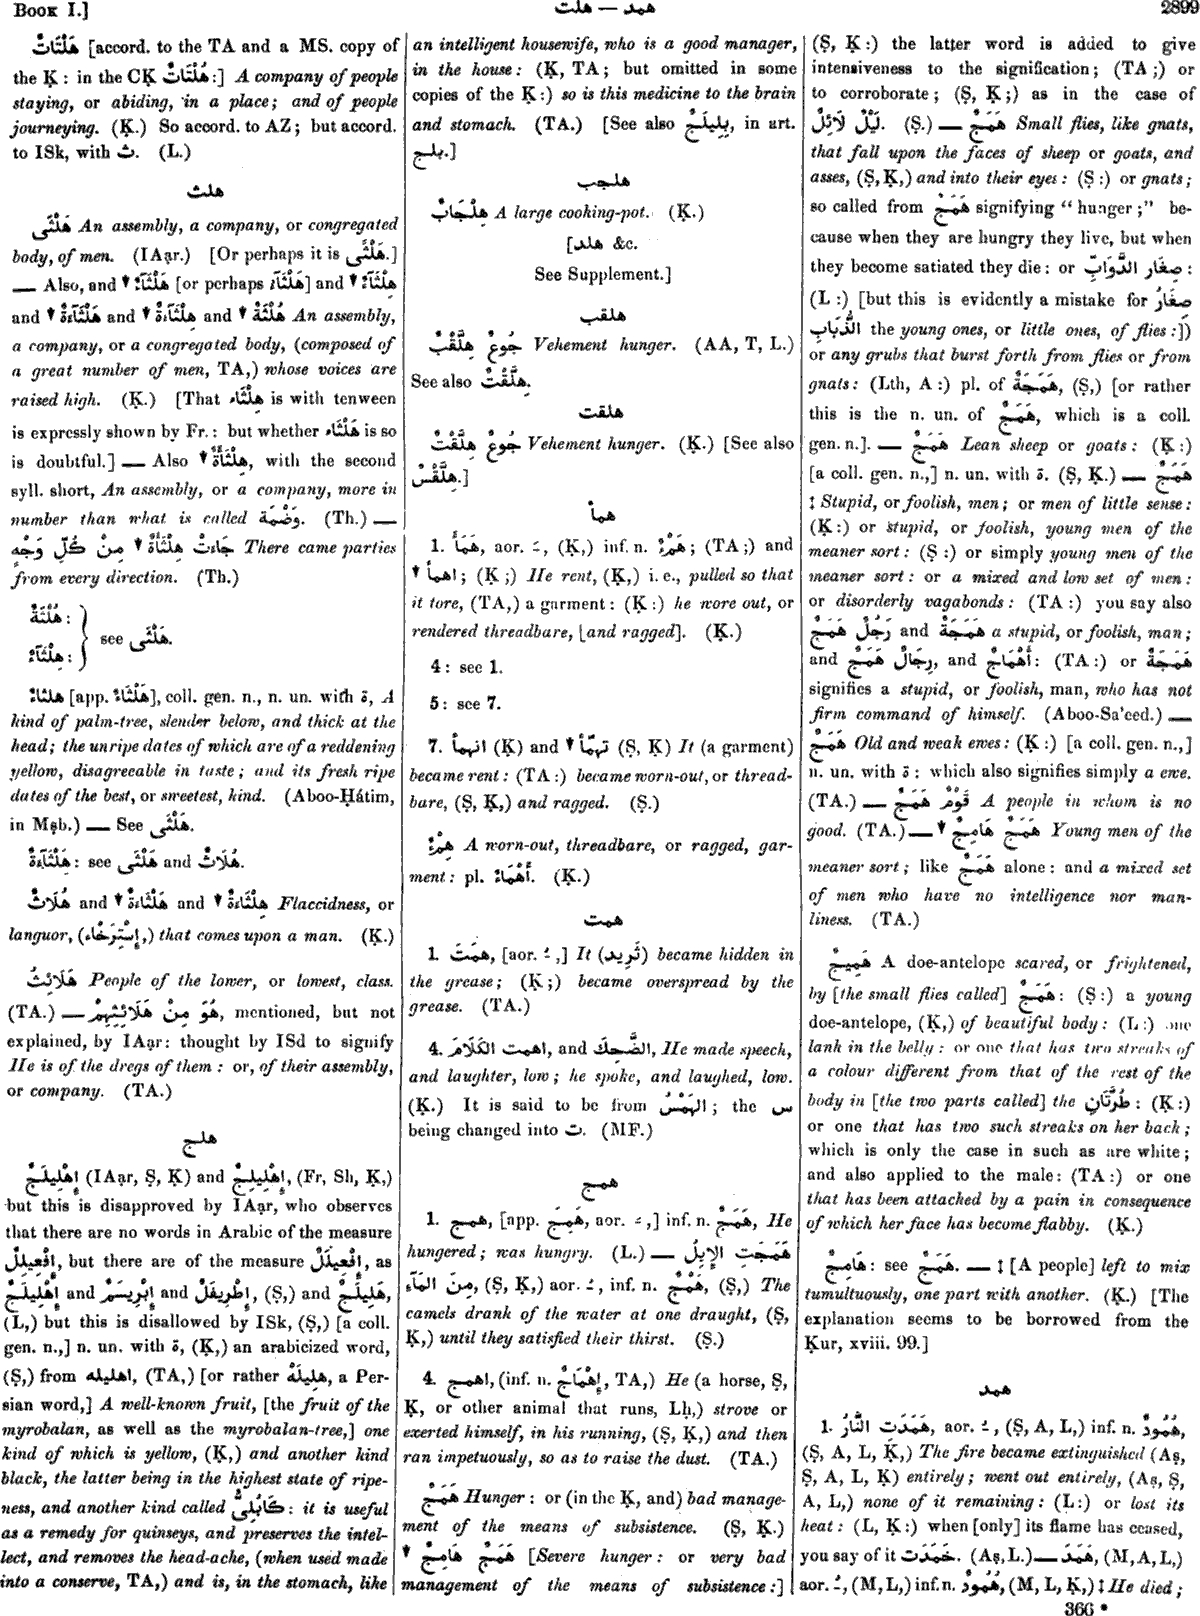 Book I.]
هلت — همد
2899
هَلْتَاتٌ [accord. to the TA and a MS. copy of
the Ḳ: in the CḲ هُلْتَاتٌ:] A company of people
staying, or abiding, in a place; and of people
journeying. (Ḳ.) So accord. to AZ; but accord.
to ISk, with ث. (L.)
هلث
هَلْثَى An assembly, a company, or congregated
body, of men. (IAạr.) [Or perhaps it is هَلْثًى.]
— Also, and ↓ هَلْثَآءٌ [or perhaps هَلْثَآءُ] and ↓ هِلْثَآءٌ
and ↓ هَلْثَآءَةٌ and ↓ هِلْثَآءَةٌ and ↓ هُلْثَةٌ An assembly,
a company, or a congregated body, (composed of
a great number of men, TA,) whose voices are
raised high. (Ḳ.) [That هِلْثَاء is with tenween
is expressly shown by Fr.: but whether هَلْثَاء is so
is doubtful.] — Also ↓ هِلْثَأَةٌ, with the second
syll. short, An assembly, or a company, more in
number than what is called وَضْمَة. (Th.) —
جَاءَتْ هِلْثَأَةٌ ↓ مِنْ كُلِّ وَجْهٍ There came parties
from every direction. (Th.)
هُلْثَةٌ:
هِلْثَآءٌ:
see هَلْثَى.
هلثاءٌ [app. هَلْثَاءٌ], coll. gen. n., n. un. with ة, A
kind of palm-tree, slender below, and thick at the
head; the unripe dates of which are of a reddening
yellow, disagreeable in taste; and its fresh ripe
dates of the best, or sweetest, kind. (Aboo-Ḥátim,
in Mṣb.) — See هَلْثَى.
هَلْثَآءَةٌ: see هَلْثَى and هُلَاثٌ.
هُلَاثٌ and ↓ هَلْثَاءَةٌ and ↓ هِلْثَاءَةٌ Flaccidness, or
languor, (إِسْتِرْخَاء,) that comes upon a man. (Ḳ.)
هَلَائِثُ People of the lower, or lowest, class.
(TA.) — هُوَ مِنْ هَلَائِثِهِمْ, mentioned, but not
explained, by IAạr: thought by ISd to signify
He is of the dregs of them: or, of their assembly,
or company. (TA.)
هلج
إِهْلِيلَجٌ (IAạr, Ṣ, Ḳ) and إِهْلِيلِجٌ, (Fr, Sh, Ḳ,)
but this is disapproved by IAạr, who observes
that there are no words in Arabic of the measure
إِفْعِيلِلٌ, but there are of the measure إِفْعِيلَلٌ, as
إِهْلِيلَجٌ and إِبْرِيسَمٌ and إِطْرِيفَلٌ, (Ṣ,) and هَلِيلَجٌ,
(L,) but this is disallowed by ISk, (Ṣ,) [a coll.
gen. n.,] n. un. with ة, (Ḳ,) an arabicized word,
(Ṣ,) from اهليله, (TA,) [or rather هَلِيلَهْ, a Per-
sian word,] A well-known fruit, [the fruit of the
myrobalan, as well as the myrobalan-tree,] one
kind of which is yellow, (Ḳ,) and another kind
black, the latter being in the highest state of ripe-
ness, and another kind called كَابُلِىٌّ: it is useful
as a remedy for quinseys, and preserves the intel-
lect, and removes the head-ache, (when used made
into a conserve, TA,) and is, in the stomach, like
an intelligent housewife, who is a good manager,
in the house: (Ḳ, TA; but omitted in some
copies of the Ḳ:) so is this medicine to the brain
and stomach. (TA.) [See also بِلِيلَجٌ, in art.
بلج.]
هلجب
هِلْجَابٌ A large cooking-pot. (Ḳ.)
[هلد &c.
See Supplement.]
هلقب
جُوعٌ هِلَّقْبٌ Vehement hunger. (AA, T, L.)
See also هِلَّقْتٌ.
هلقت
جُوعٌ هِلَّقْتٌ Vehement hunger. (Ḳ.) [See also
هِلَّقْسٌ.]
همأ
1. هَمَأَ, aor. ـَ, (Ḳ,) inf. n. هَمْءٌ; (TA;) and
↓ اهمأ; (Ḳ;) He rent, (Ḳ,) i. e., pulled so that
it tore, (TA,) a garment: (Ḳ:) he wore out, or
rendered threadbare, [and ragged]. (Ḳ.)
4: see 1.
5: see 7.
7. انهمأ (Ḳ) and ↓ تهمّأ (Ṣ, Ḳ) It (a garment)
became rent: (TA:) became worn-out, or thread-
bare, (Ṣ, Ḳ,) and ragged. (Ṣ.)
هِمْءٌ A worn-out, threadbare, or ragged, gar-
ment: pl. أَهْمَاءٌ. (Ḳ.)
همت
1. هَمَتَ, [aor. ـُ,] It (ثَرِيد) became hidden in
the grease; (Ḳ;) became overspread by the
grease. (TA.)
4. اهمت الكَلَامَ, and الضَّحِكَ, He made speech,
and laughter, low; he spoke, and laughed, low.
(Ḳ.) It is said to be from الهَمْسُ; the س
being changed into ت. (MF.)
همج
1. همج, [app. هَمِجَ, aor. ـَ,] inf. n. هَمَجٌ, He
hungered; was hungry. (L.) — هَمَجَتِ الإِبِلُ
مِنَ المَآءِ, (Ṣ, Ḳ,) aor. ـُ, inf. n. هَمْجٌ, (Ṣ,) The
camels drank of the water at one draught, (Ṣ,
Ḳ,) until they satisfied their thirst. (Ṣ.)
4. اهمج, (inf. n. إِهْمَاجٌ, TA,) He (a horse, Ṣ,
Ḳ, or other animal that runs, Lḥ,) strove or
exerted himself, in his running, (Ṣ, Ḳ,) and then
ran impetuously, so as to raise the dust. (TA.)
هَمَجٌ Hunger: or (in the Ḳ, and) bad manage-
ment of the means of subsistence. (Ṣ, Ḳ.)
↓ هَمَجٌ هَامِجٌ [Severe hunger: or very bad
management of the means of subsistence:]
(Ṣ, Ḳ:) the latter word is added to give
intensiveness to the signification; (TA;) or
to corroborate; (Ṣ, Ḳ;) as in the case of
لَيْلٌ لَائِلٌ. (Ṣ.) — هَمَجٌ Small flies, like gnats,
that fall upon the faces of sheep or goats, and
asses, (Ṣ, Ḳ,) and into their eyes: (Ṣ:) or gnats;
so called from هَمَجٌ signifying "hunger;" be-
cause when they are hungry they live, but when
they become satiated they die: or صِغَار الدَّوَابِّ:
(L:) [but this is evidently a mistake for صِغَارُ
الذُّبَابِ the young ones, or little ones, of flies:])
or any grubs that burst forth from flies or from
gnats: (Lth, A:) pl. of هَمَجَةٌ, (Ṣ,) [or rather
this is the n. un. of هَمَجٌ, which is a coll.
gen. n.]. — هَمَجٌ Lean sheep or goats: (Ḳ:)
[a coll. gen. n.,] n. un. with ة. (Ṣ, Ḳ.) — هَمَجٌ
‡ Stupid, or foolish, men; or men of little sense:
(Ḳ:) or stupid, or foolish, young men of the
meaner sort: (Ṣ:) or simply young men of the
meaner sort: or a mixed and low set of men:
or disorderly vagabonds: (TA:) you say also
رَجُلٌ هَمَجٌ and هَمَجَةٌ a stupid, or foolish, man;
and رِجَالٌ هَمَجٌ, and أَهْمَاجٌ: (TA:) or هَمَجَةٌ
signifies a stupid, or foolish, man, who has not
firm command of himself. (Aboo-Sa'eed.) —
هَمَجٌ Old and weak ewes: (Ḳ:) [a coll. gen. n.,]
n. un. with ة: which also signifies simply a ewe.
(TA.) — قَوْمٌ هَمَجٌ A people in whom is no
good. (TA.) — ↓ هَمَجٌ هَامِجٌ Young men of the
meaner sort; like هَمَجٌ alone: and a mixed set
of men who have no intelligence nor man-
liness. (TA.)
هَمِيجٌ A doe-antelope scared, or frightened,
by [the small flies called] هَمَجٌ: (Ṣ:) a young
doe-antelope, (Ḳ,) of beautiful body: (L:) one
lank in the belly: or one that has two streaks of
a colour different from that of the rest of the
body in [the two parts called] the طُرَّتَانِ: (Ḳ:)
or one that has two such streaks on her back;
which is only the case in such as are white;
and also applied to the male: (TA:) or one
that has been attacked by a pain in consequence
of which her face has become flabby. (Ḳ.)
هَامِجٌ: see هَمَجٌ. — ‡ [A people] left to mix
tumultuously, one part with another. (Ḳ.) [The
explanation seems to be borrowed from the
Ḳur, xviii. 99.]
همد
1. هَمَدَتِ النَّارُ, aor. ـُ, (Ṣ, A, L,) inf. n. هُمُودٌ,
(Ṣ, A, L, Ḳ,) The fire became extinguished (Aṣ,
Ṣ, A, L, Ḳ) entirely; went out entirely, (Aṣ, Ṣ,
A, L,) none of it remaining: (L:) or lost its
heat: (L, Ḳ:) when [only] its flame has ceased,
you say of it خَمَدَتْ. (Aṣ, L.) — هَمَدَ, (M, A, L,)
aor. ـُ, (M, L,) inf. n. هُمُودٌ, (M, L, Ḳ,) ‡ He died;
366 *